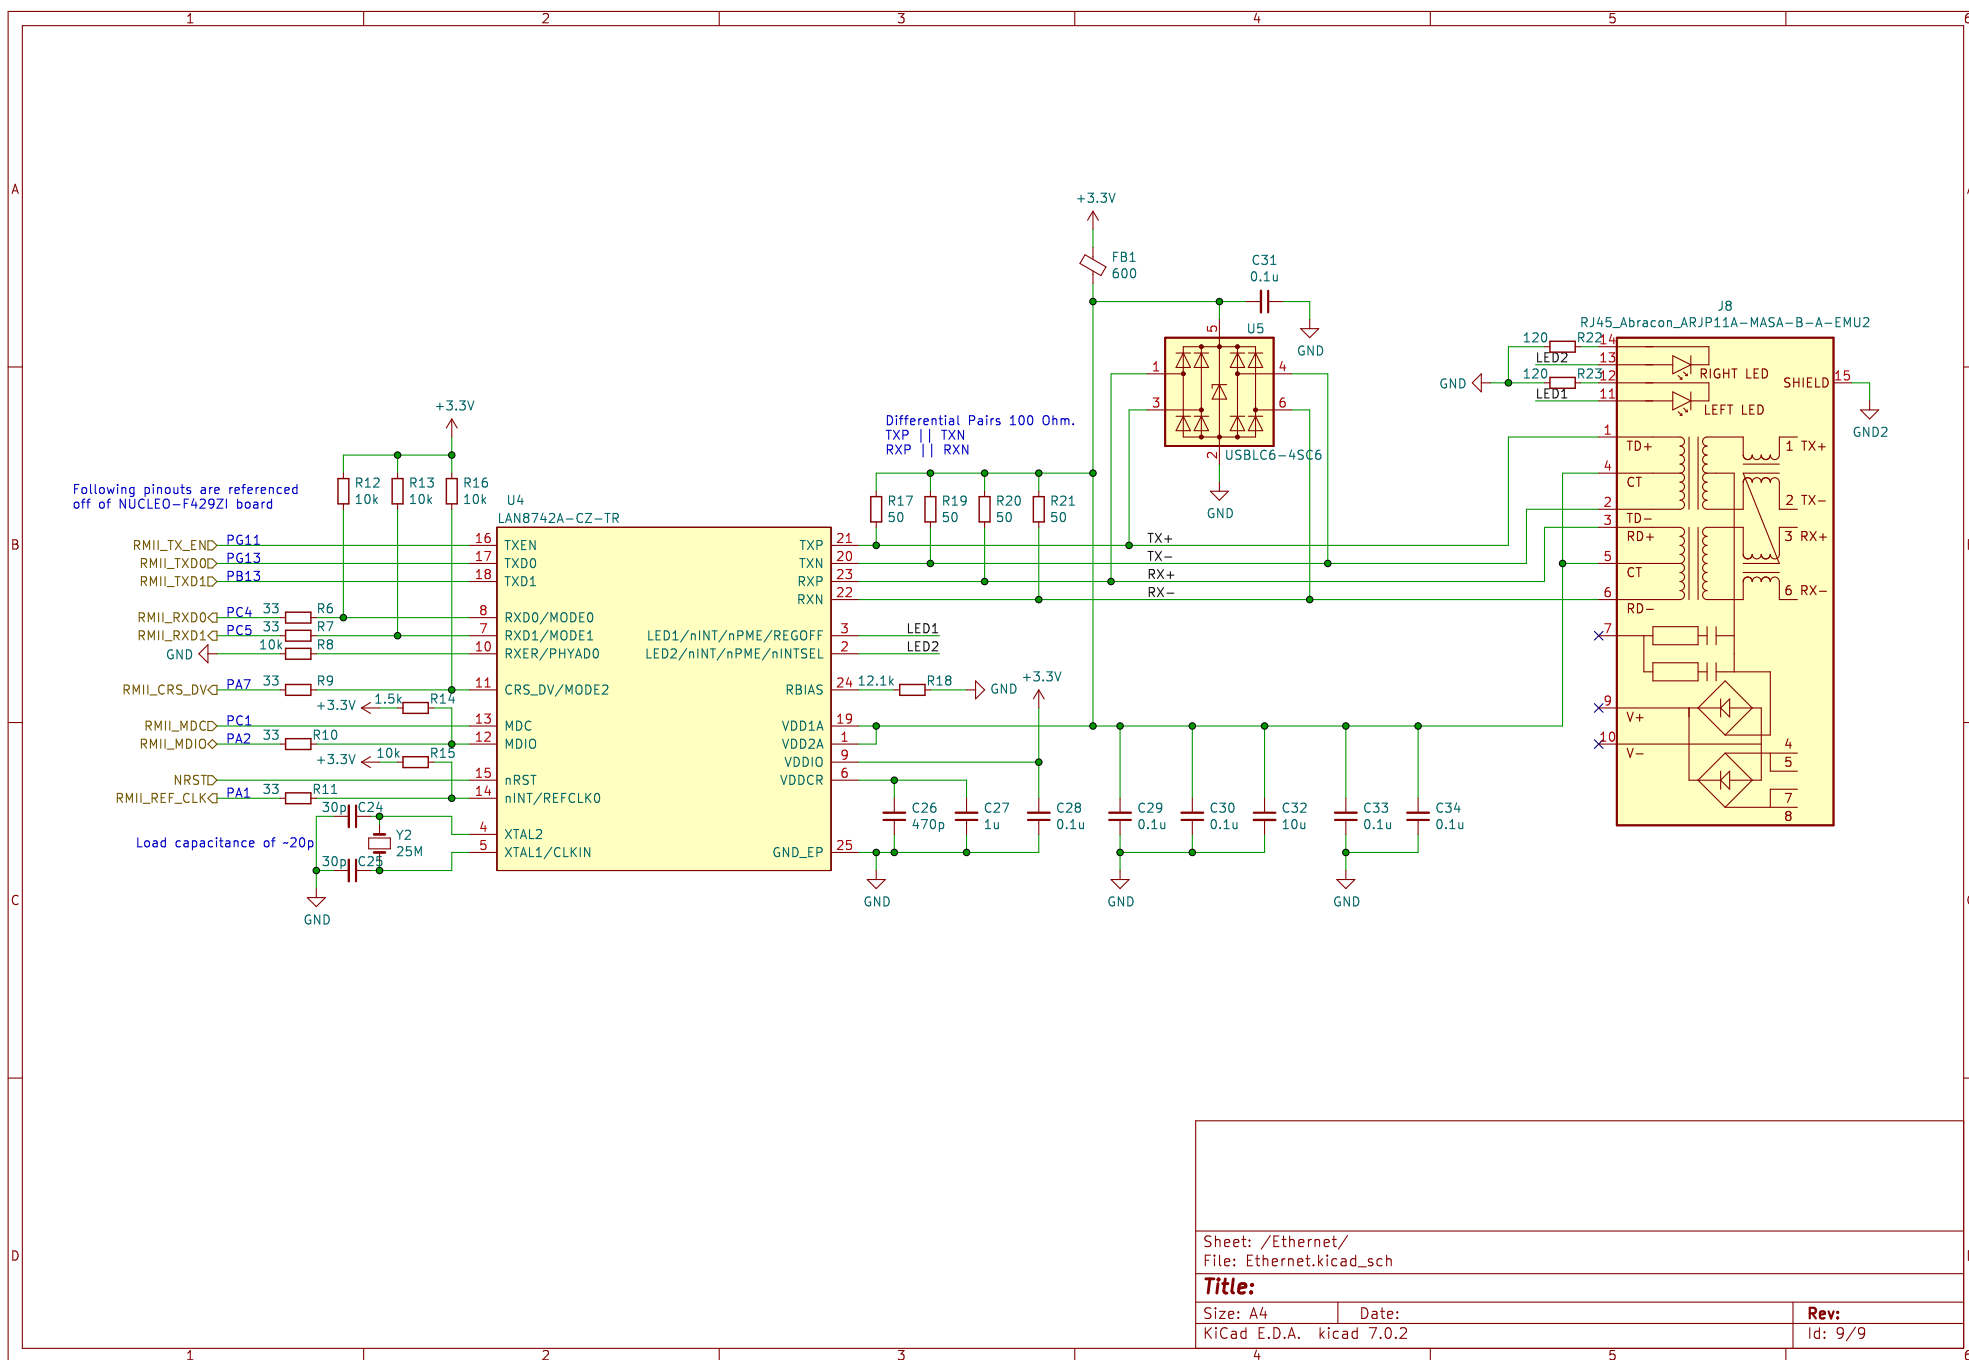 1 2 3 4 5 6
A
B
C
D
+3.3V
FB1
600
C31
0.1u
GND
U5
5
1
3
4
6
2
USBLC6-4SC6
GND
J8
RJ45_Abracon_ARJP11A-MASA-B-A-EMU2
120 R22 14
LED2 13
120 R23 12
LED1 11
GND
RIGHT LED
LEFT LED
SHIELD 15
GND2
1 TD+
4 CT
2 TD-
3 RD+
5 CT
6 RD-
7
9 V+
10 V-
1 TX+
2 TX-
3 RX+
6 RX-
4
5
7
8
+3.3V
R12
10k
R13
10k
R16
10k
Differential Pairs 100 Ohm.
TXP || TXN
RXP || RXN
R17
50
R19
50
R20
50
R21
50
Following pinouts are referenced
off of NUCLEO-F429ZI board
U4
LAN8742A-CZ-TR
RMII_TX_EN PG11 16 TXEN
RMII_TXD0 PG13 17 TXD0
RMII_TXD1 PB13 18 TXD1
RMII_RXD0 PC4 33 R6 8 RXD0/MODE0
RMII_RXD1 PC5 33 R7 7 RXD1/MODE1
GND 10k R8 10 RXER/PHYAD0
RMII_CRS_DV PA7 33 R9 11 CRS_DV/MODE2
+3.3V 1.5k R14
RMII_MDC PC1 13 MDC
RMII_MDIO PA2 33 R10 12 MDIO
+3.3V 10k R15
NRST 15 nRST
RMII_REF_CLK PA1 33 R11 14 nINT/REFCLK0
30p C24
4 XTAL2
Y2
25M
Load capacitance of ~20p
30p C25
5 XTAL1/CLKIN
GND
TXP 21 TX+
TXN 20 TX-
RXP 23 RX+
RXN 22 RX-
LED1/nINT/nPME/REGOFF 3 LED1
LED2/nINT/nPME/nINTSEL 2 LED2
RBIAS 24 12.1k R18 GND
+3.3V
VDD1A 19
VDD2A 1
VDDIO 9
VDDCR 6
GND_EP 25
C26
470p
C27
1u
C28
0.1u
C29
0.1u
C30
0.1u
C32
10u
C33
0.1u
C34
0.1u
GND
GND
GND
Sheet: /Ethernet/
File: Ethernet.kicad_sch
Title:
Size: A4 Date: Rev:
KiCad E.D.A. kicad 7.0.2 Id: 9/9
1 2 3 4 5 6